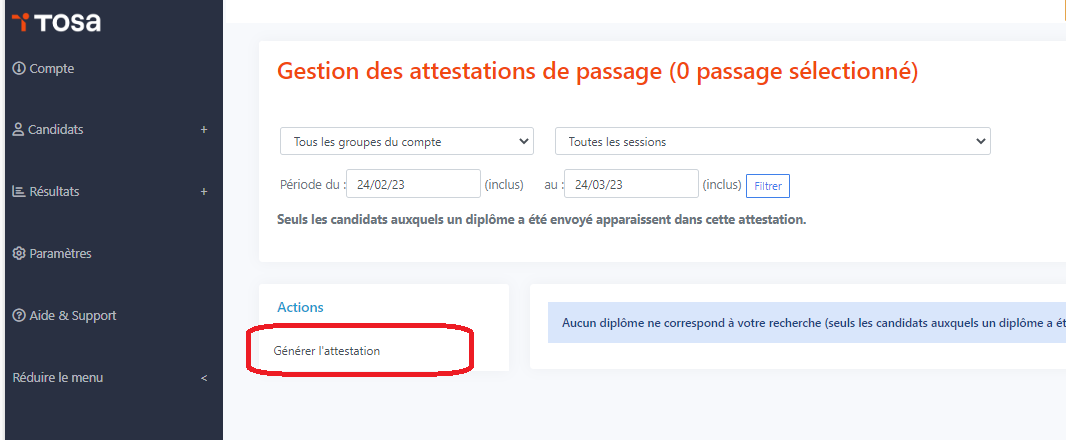 TOSA
Compte
Candidats +
Résultats +
Paramètres
Aide & Support
Réduire le menu <
Gestion des attestations de passage (0 passage sélectionné)
Tous les groupes du compte
Toutes les sessions
Période du : 24/02/23 (inclus) au : 24/03/23 (inclus) Filtrer
Seuls les candidats auxquels un diplôme a été envoyé apparaissent dans cette attestation.
Actions
Générer l'attestation
Aucun diplôme ne correspond à votre recherche (seuls les candidats auxquels un diplôme a ét